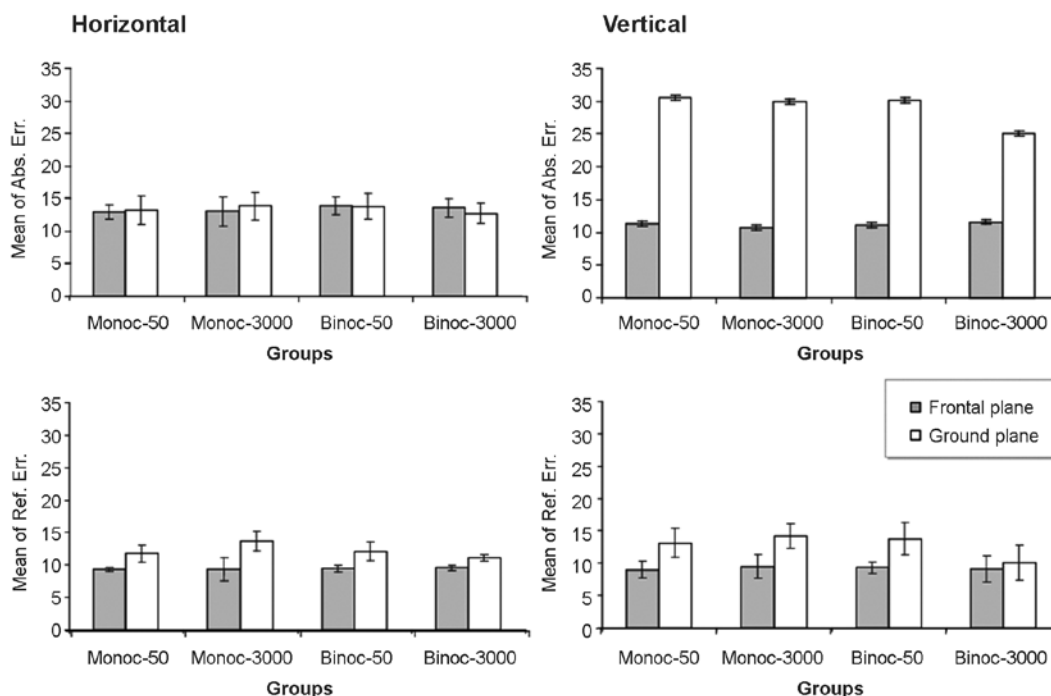 Horizontal
Mean of Abs. Err.
35
30
25
20
15
10
5
0
Monoc-50 Monoc-3000 Binoc-50 Binoc-3000
Groups
Vertical
Mean of Abs. Err.
35
30
25
20
15
10
5
0
Monoc-50 Monoc-3000 Binoc-50 Binoc-3000
Groups
Mean of Ref. Err.
35
30
25
20
15
10
5
0
Monoc-50 Monoc-3000 Binoc-50 Binoc-3000
Groups
Mean of Ref. Err.
35
30
25
20
15
10
5
0
Monoc-50 Monoc-3000 Binoc-50 Binoc-3000
Groups
Frontal plane
Ground plane